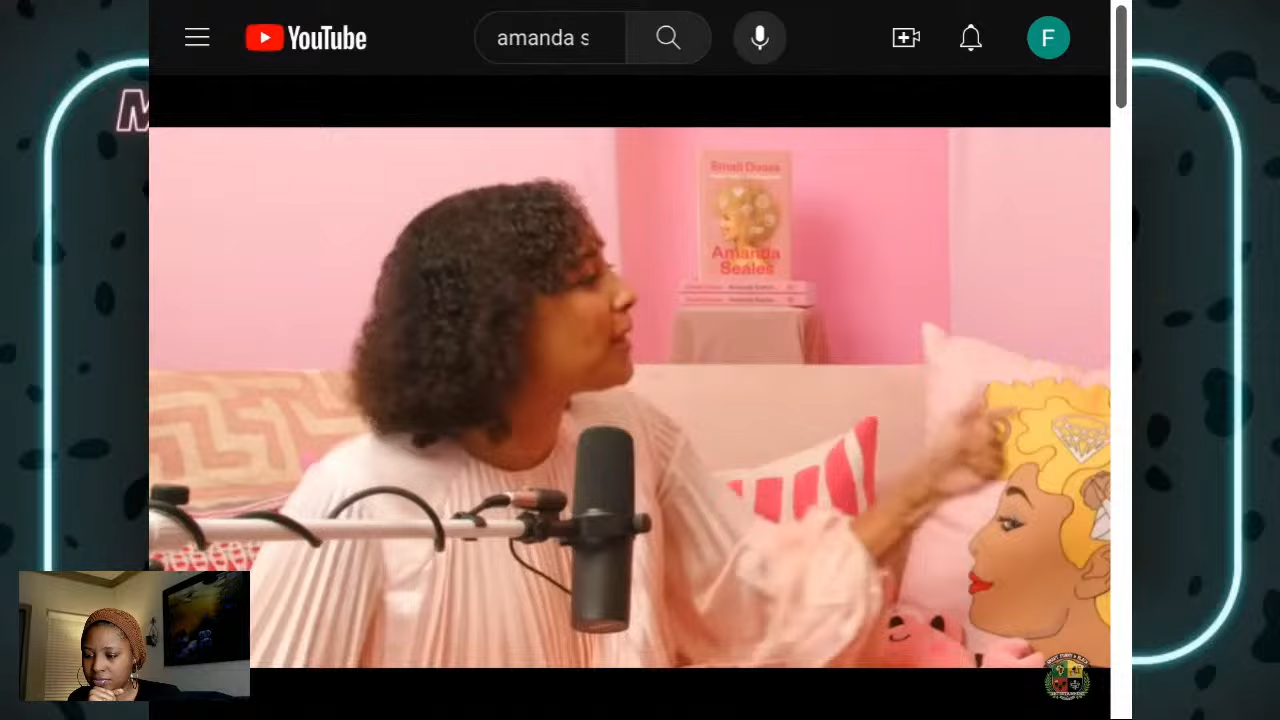 M
YouTube
amanda s
F
Small Doses
Amanda
Seales